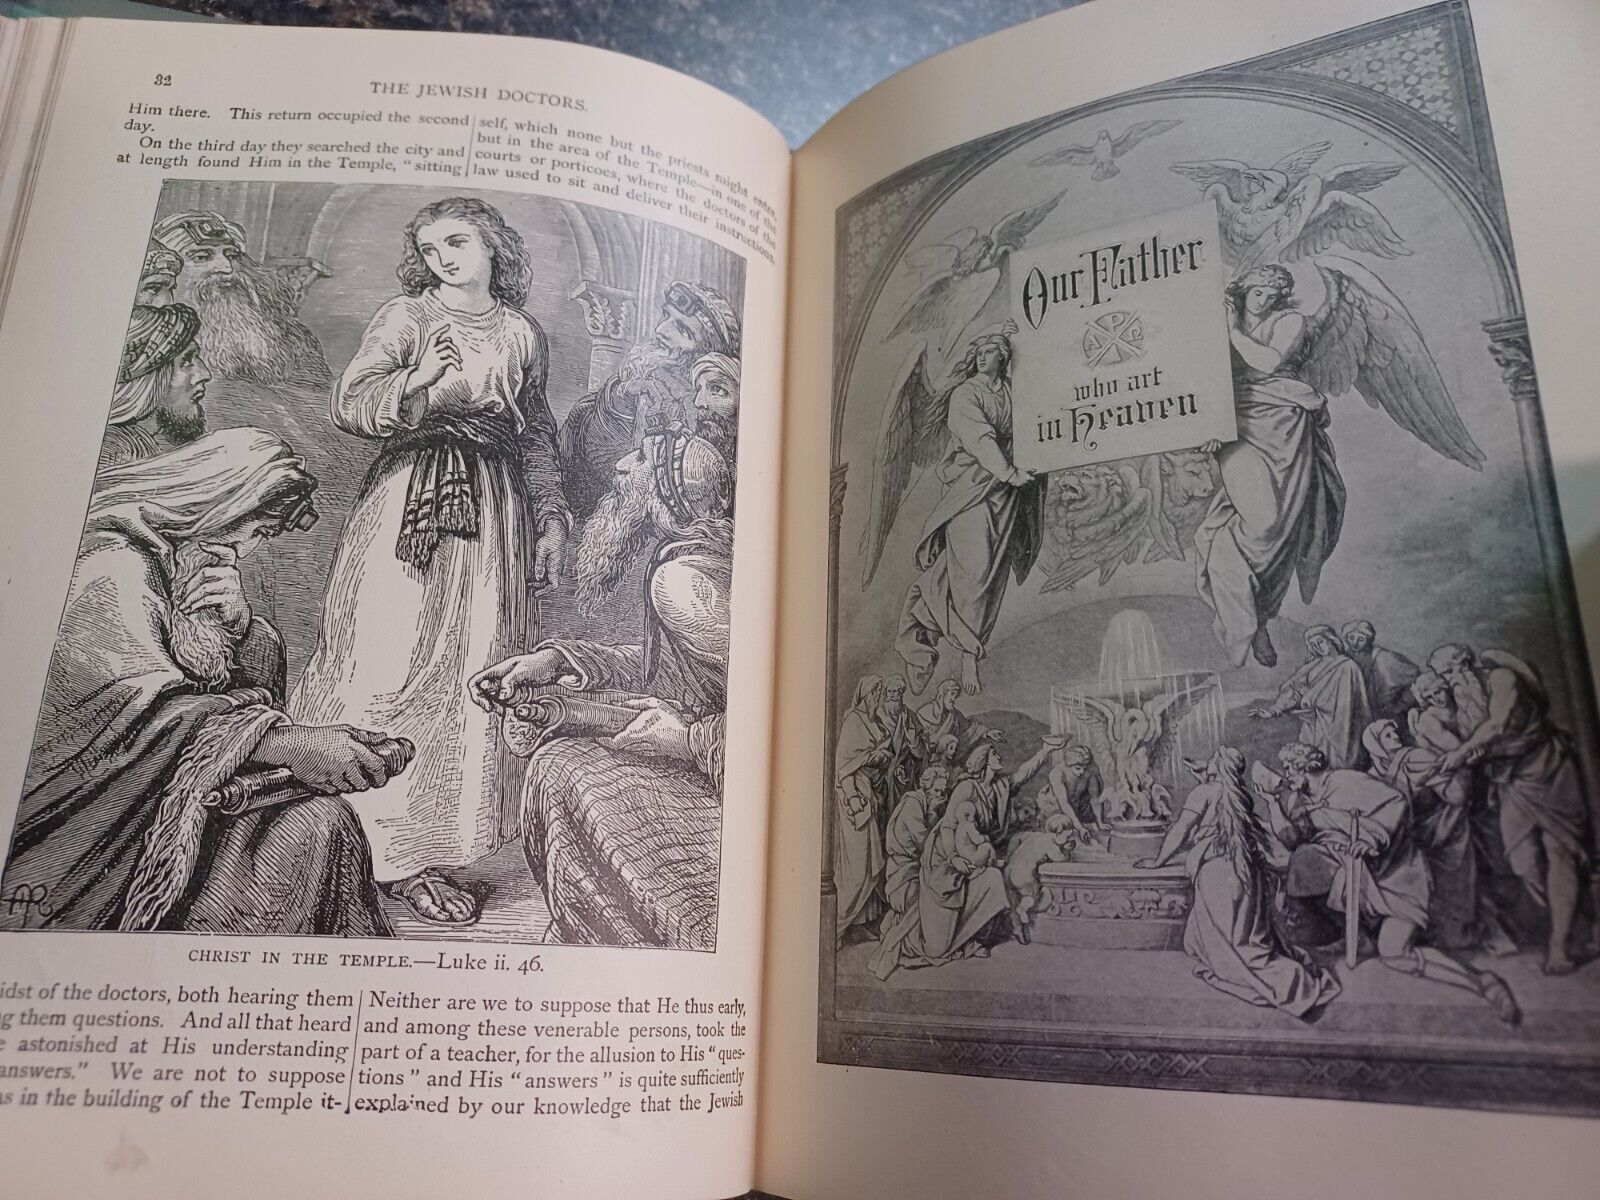 32
THE JEWISH DOCTORS.
Him there. This return occupied the second
day.
On the third day they searched the city and
at length found Him in the Temple, "sitting
self, which none but the priests might enter,
but in the area of the Temple—in one of the
courts or porticoes, where the doctors of the
law used to sit and deliver their instructions.
CHRIST IN THE TEMPLE.—Luke ii. 46.
idst of the doctors, both hearing them
g them questions. And all that heard
e astonished at His understanding
answers." We are not to suppose
as in the building of the Temple it-
Neither are we to suppose that He thus early,
and among these venerable persons, took the
part of a teacher, for the allusion to His "ques-
tions" and His "answers" is quite sufficiently
explained by our knowledge that the Jewish
Our Father
A P Ω
who art
in Heaven